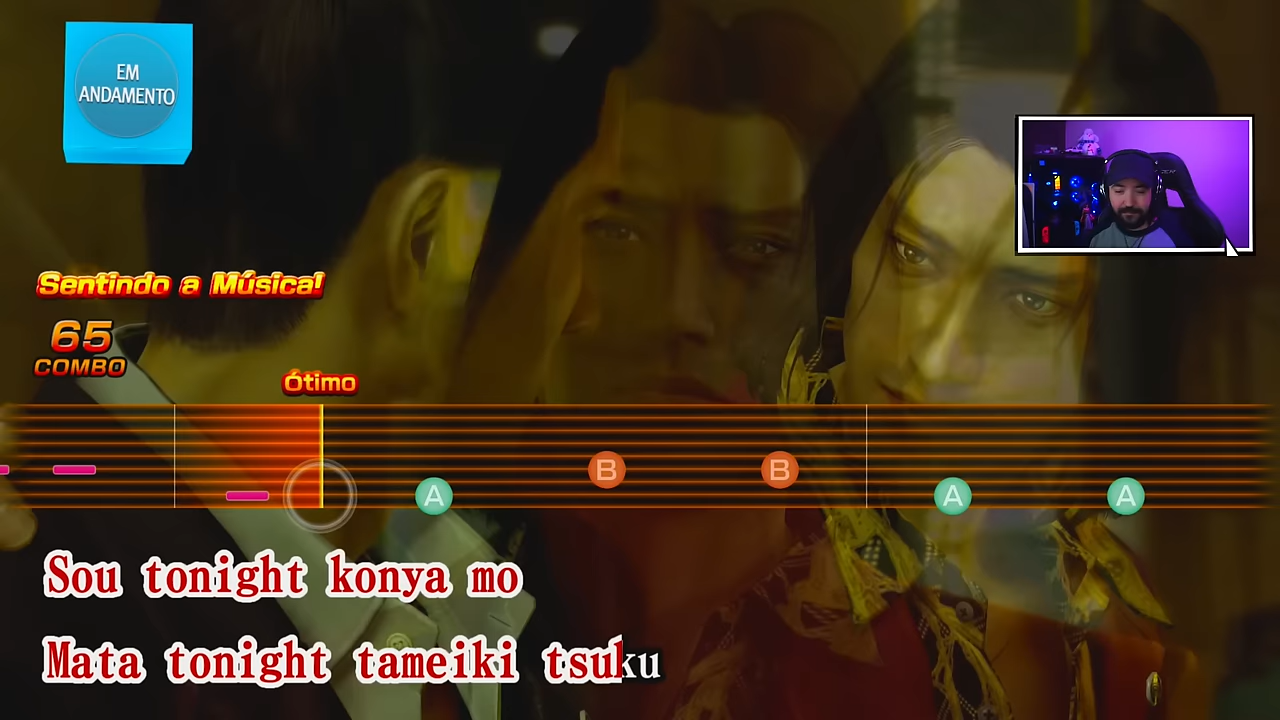 EM
ANDAMENTO
Sentindo a Música!
65
COMBO
Ótimo
A
B
B
A
A
Sou tonight konya mo
Mata tonight tameiki tsuku